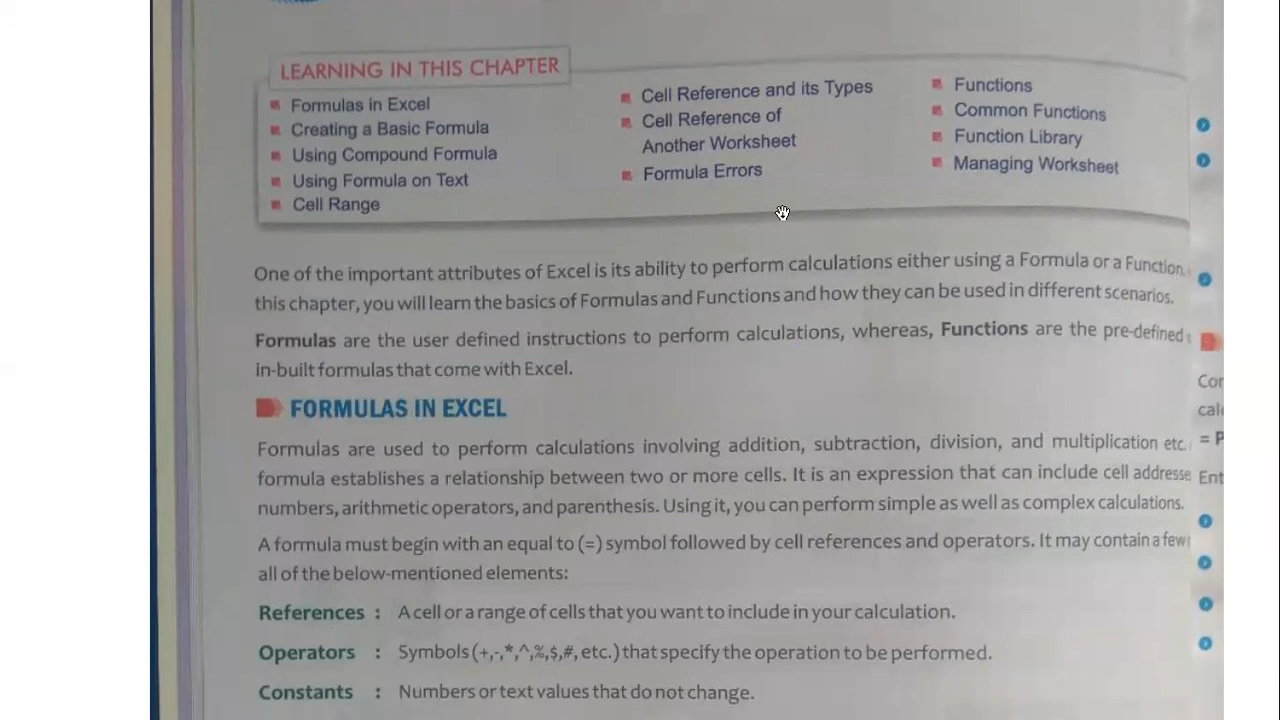 LEARNING IN THIS CHAPTER
Formulas in Excel
Creating a Basic Formula
Using Compound Formula
Using Formula on Text
Cell Range
Cell Reference and its Types
Cell Reference of
Another Worksheet
Formula Errors
Functions
Common Functions
Function Library
Managing Worksheet
One of the important attributes of Excel is its ability to perform calculations either using a Formula or a Function.
this chapter, you will learn the basics of Formulas and Functions and how they can be used in different scenarios.
Formulas are the user defined instructions to perform calculations, whereas, Functions are the pre-defined
in-built formulas that come with Excel.
FORMULAS IN EXCEL
Formulas are used to perform calculations involving addition, subtraction, division, and multiplication etc.
formula establishes a relationship between two or more cells. It is an expression that can include cell addresse
numbers, arithmetic operators, and parenthesis. Using it, you can perform simple as well as complex calculations.
A formula must begin with an equal to (=) symbol followed by cell references and operators. It may contain a few
all of the below-mentioned elements:
References : A cell or a range of cells that you want to include in your calculation.
Operators : Symbols (+,-,*,^,%,$,#, etc.) that specify the operation to be performed.
Constants : Numbers or text values that do not change.
Cor
calc
= P
Ent